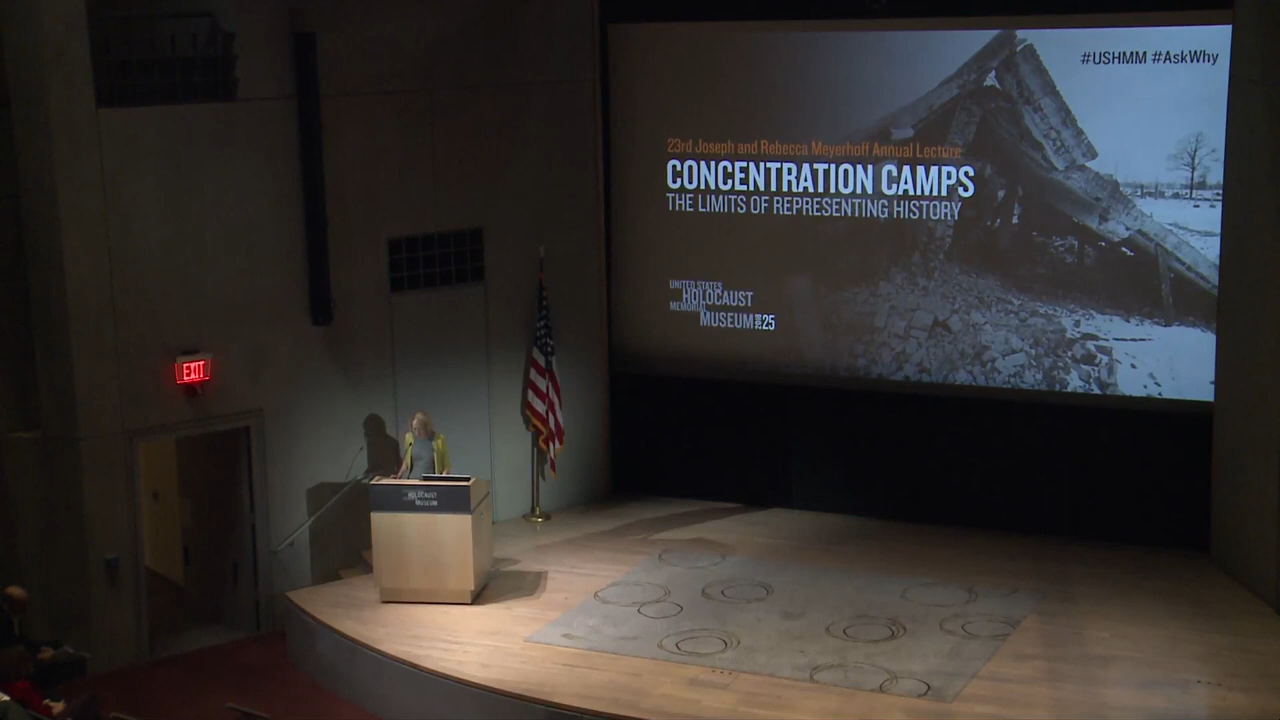 #USHMM #AskWhy
23rd Joseph and Rebecca Meyerhoff Annual Lecture
CONCENTRATION CAMPS
THE LIMITS OF REPRESENTING HISTORY
UNITED STATES
HOLOCAUST
MEMORIAL
MUSEUM 25
EXIT
HOLOCAUST
MUSEUM